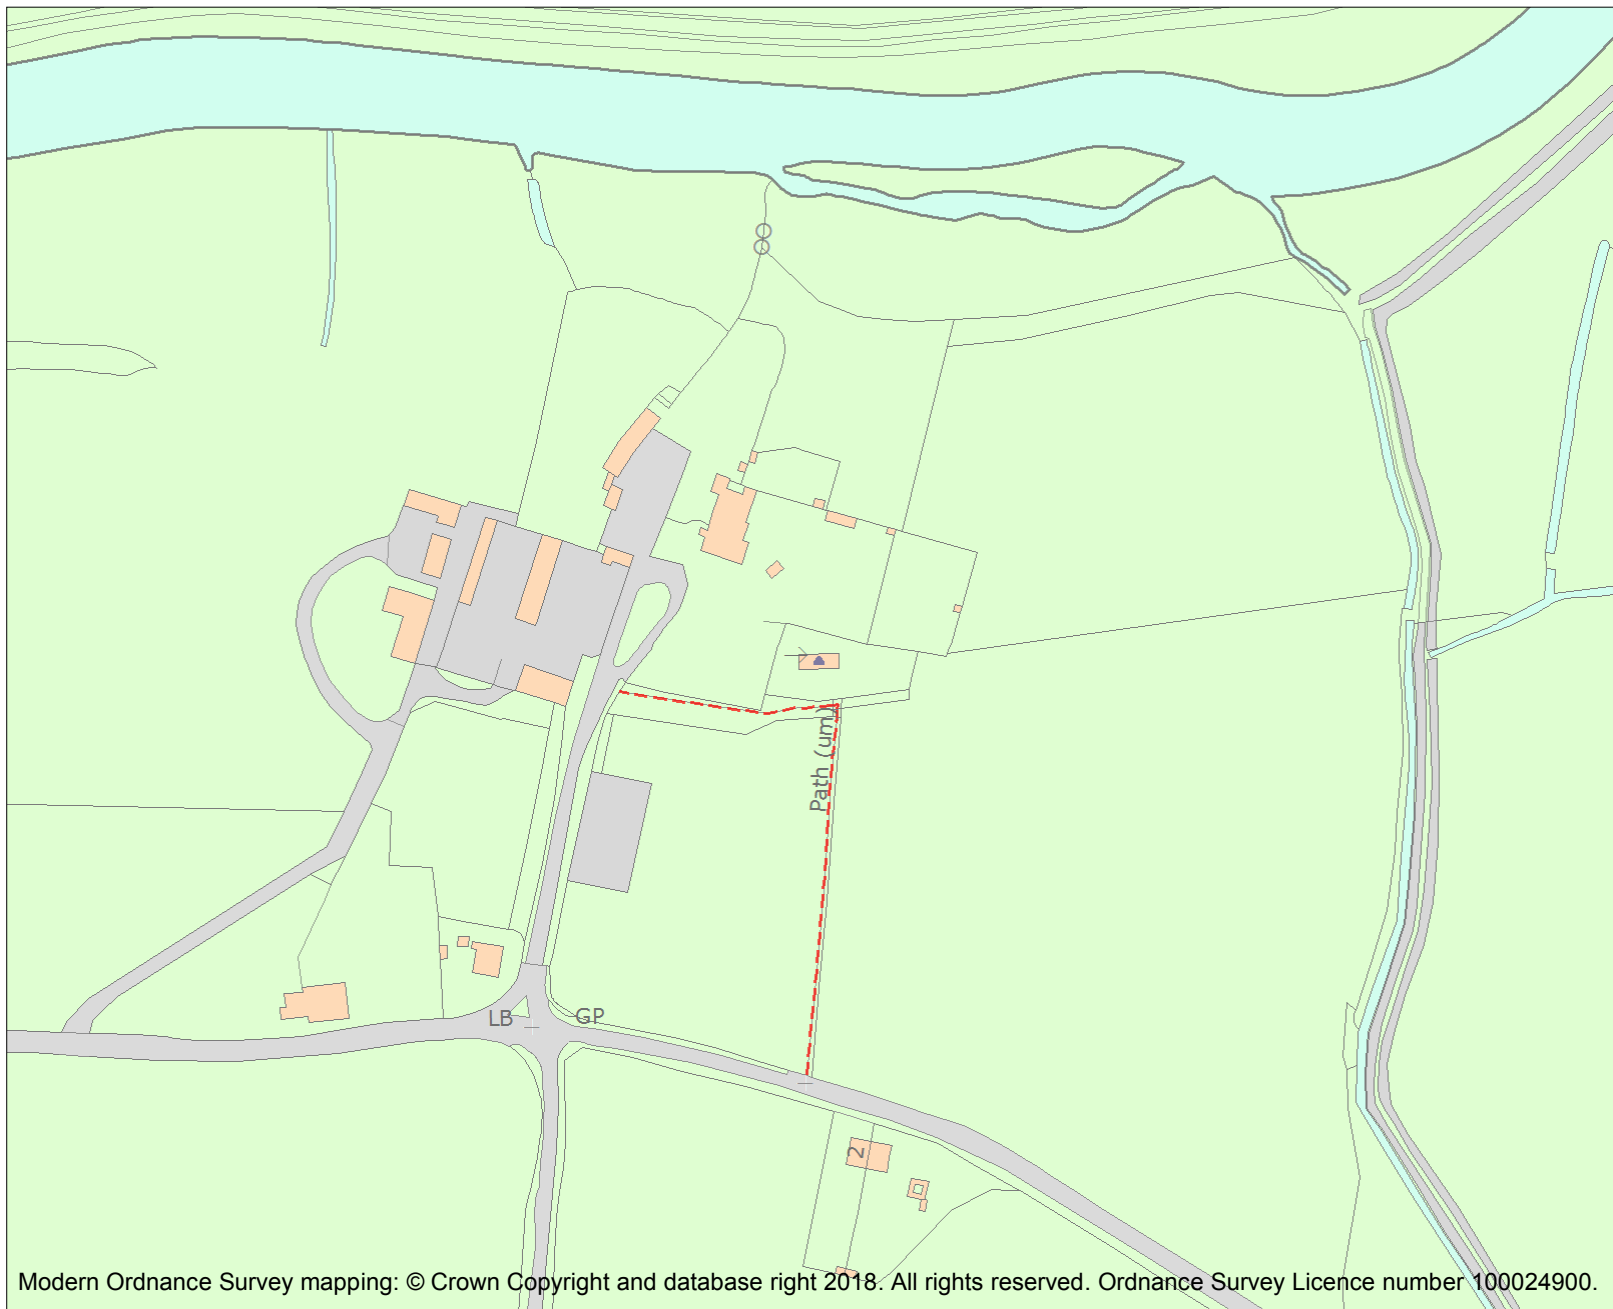 Path (um)
LB
GP
2
Modern Ordnance Survey mapping: © Crown Copyright and database right 2018. All rights reserved. Ordnance Survey Licence number 100024900.